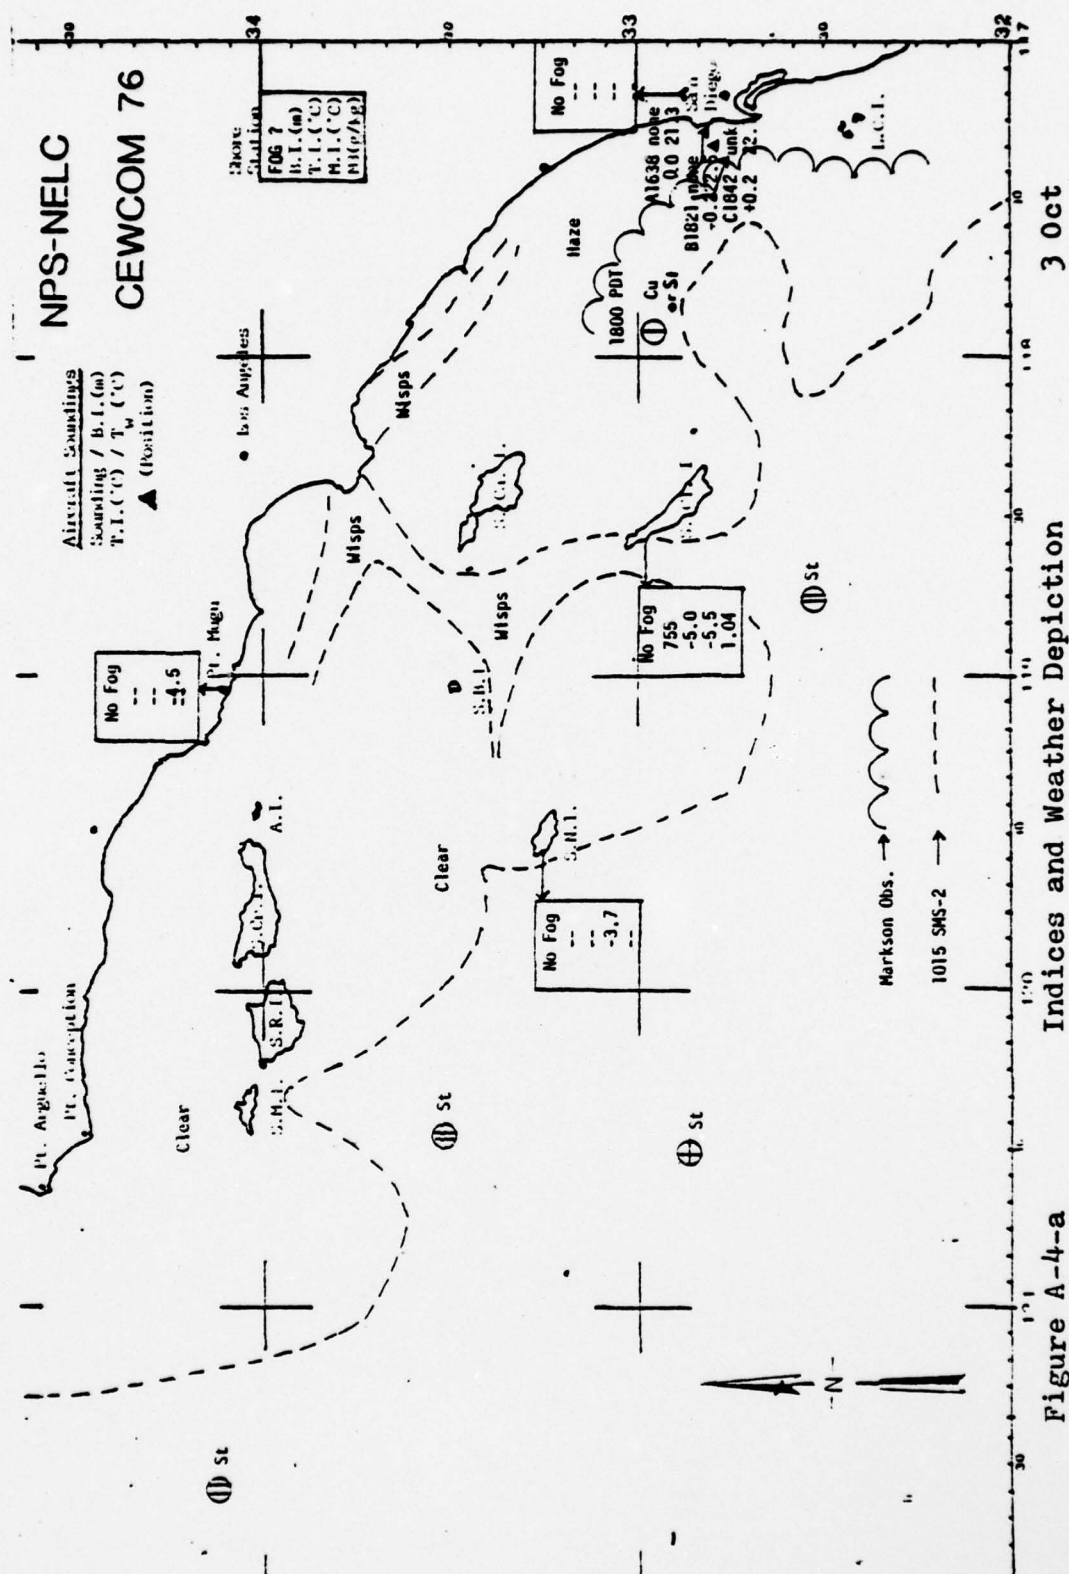 NPS-NELC
CEWCOM 76
Aircraft Soundings
Sounding / B.I.(m)
T.I.(°C) / T w (°C)
▲ (Position)
Shore
Station
FOG ?
B.I.(m)
T.I.(°C)
M.I.(°C)
MR(g/kg)
Pt. Arguello
Pt. Conception
Pt. Mugu
Los Angeles
San
Diego
No Fog
--
--
-4.5
--
No Fog
--
--
--
A1638 none
0.0 21.3
B1821 none
C1842 unk
+0.2
L.C.I.
Clear
S.M.I.
S.R.I.
S.Cr.I.
A.I.
Wisps
Wisps
Wisps
Haze
1800 PDT
Cu
or St
Clear
S.B.I.
S.N.I.
No Fog
--
--
-3.7
--
No Fog
755
-5.0
-5.5
1.04
St
St
St
St
Markson Obs. →
1015 SMS-2 →
-N-
34
30
33
30
32
30
121
120
30
119
30
118
30
117
Figure A-4-a Indices and Weather Depiction 3 Oct